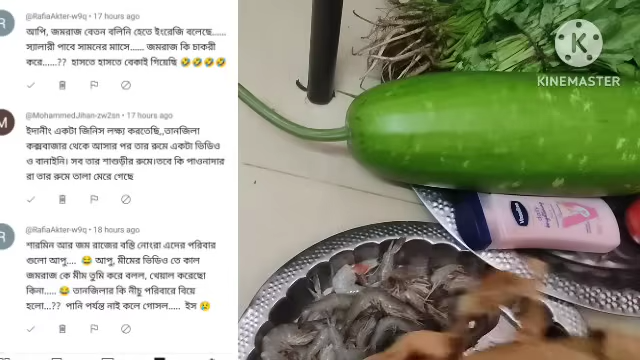 @RafiaAkter-w9q • 17 hours ago
আপি, জমরাজ বেতন বলিনি হেতে ইংরেজি বলেছে......
স্যালারী পাবে সামনের মাসে...... জমরাজ কি চাকরী
করে......?? হাসতে হাসতে বেকাই গিয়েছি 🤣🤣🤣🤣
@MohammedJihan-zw2sn • 17 hours ago
ইদানীং একটা জিনিস লক্ষ্য করতেছি,,তানজিলা
কক্সবাজার থেকে আসার পর তার রুমে একটা ভিডিও
ও বানাইনি। সব তার শাশুড়ীর রুমে।তবে কি পাওনাদার
রা তার রুমে তালা মেরে গেছে
@RafiaAkter-w9q • 18 hours ago
শারমিন আর জম রাজের বস্তি নোংরা এদের পরিবার
গুলো আপু.... 😂 আপু, মীমের ভিডিও তে কাল
জমরাজ কে মীম তুমি করে বলল, খেয়াল করেছো
কিনা..... 😂 তানজিলার কি নীচু পরিবারে বিয়ে
হলো...?? পানি পর্যন্ত নাই কলে গোসল..... ইস 😢
KINEMASTER
Vaseline